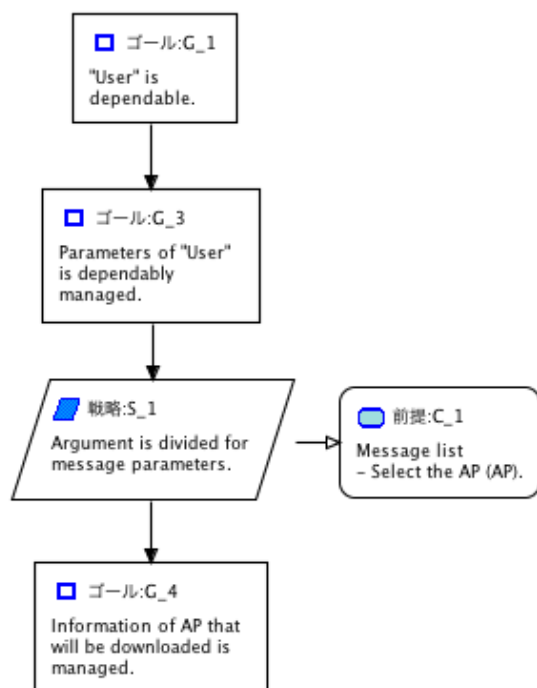 ゴール:G_1
"User" is
dependable.
ゴール:G_3
Parameters of "User"
is dependably
managed.
戦略:S_1
Argument is divided for
message parameters.
前提:C_1
Message list
– Select the AP (AP).
ゴール:G_4
Information of AP that
will be downloaded is
managed.